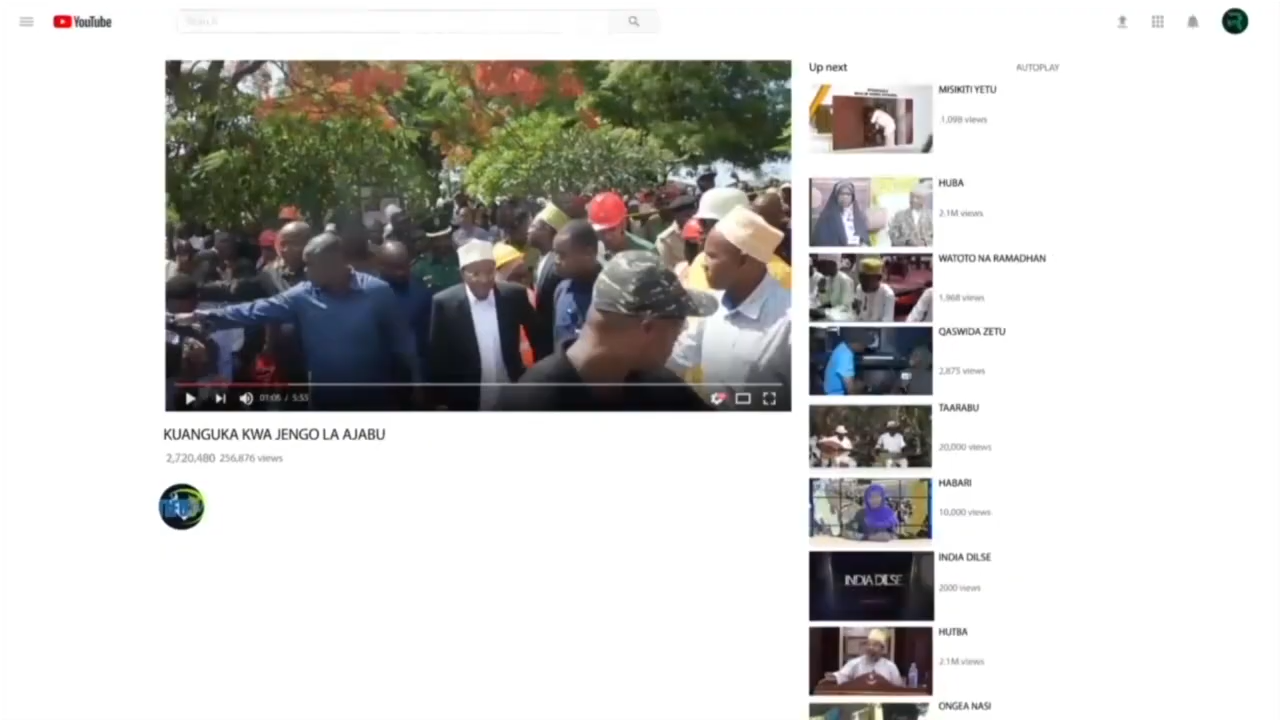 YouTube
Search
01:05 / 5:53
KUANGUKA KWA JENGO LA AJABU
2,720,480 256,876 views
Up next
AUTOPLAY
MISIKITI YETU
1,098 views
HUBA
2.1M views
WATOTO NA RAMADHAN
1,968 views
QASWIDA ZETU
2,875 views
TAARABU
20,000 views
HABARI
10,000 views
INDIA DILSE
INDIA DILSE
2000 views
HUTBA
2.1M views
ONGEA NASI